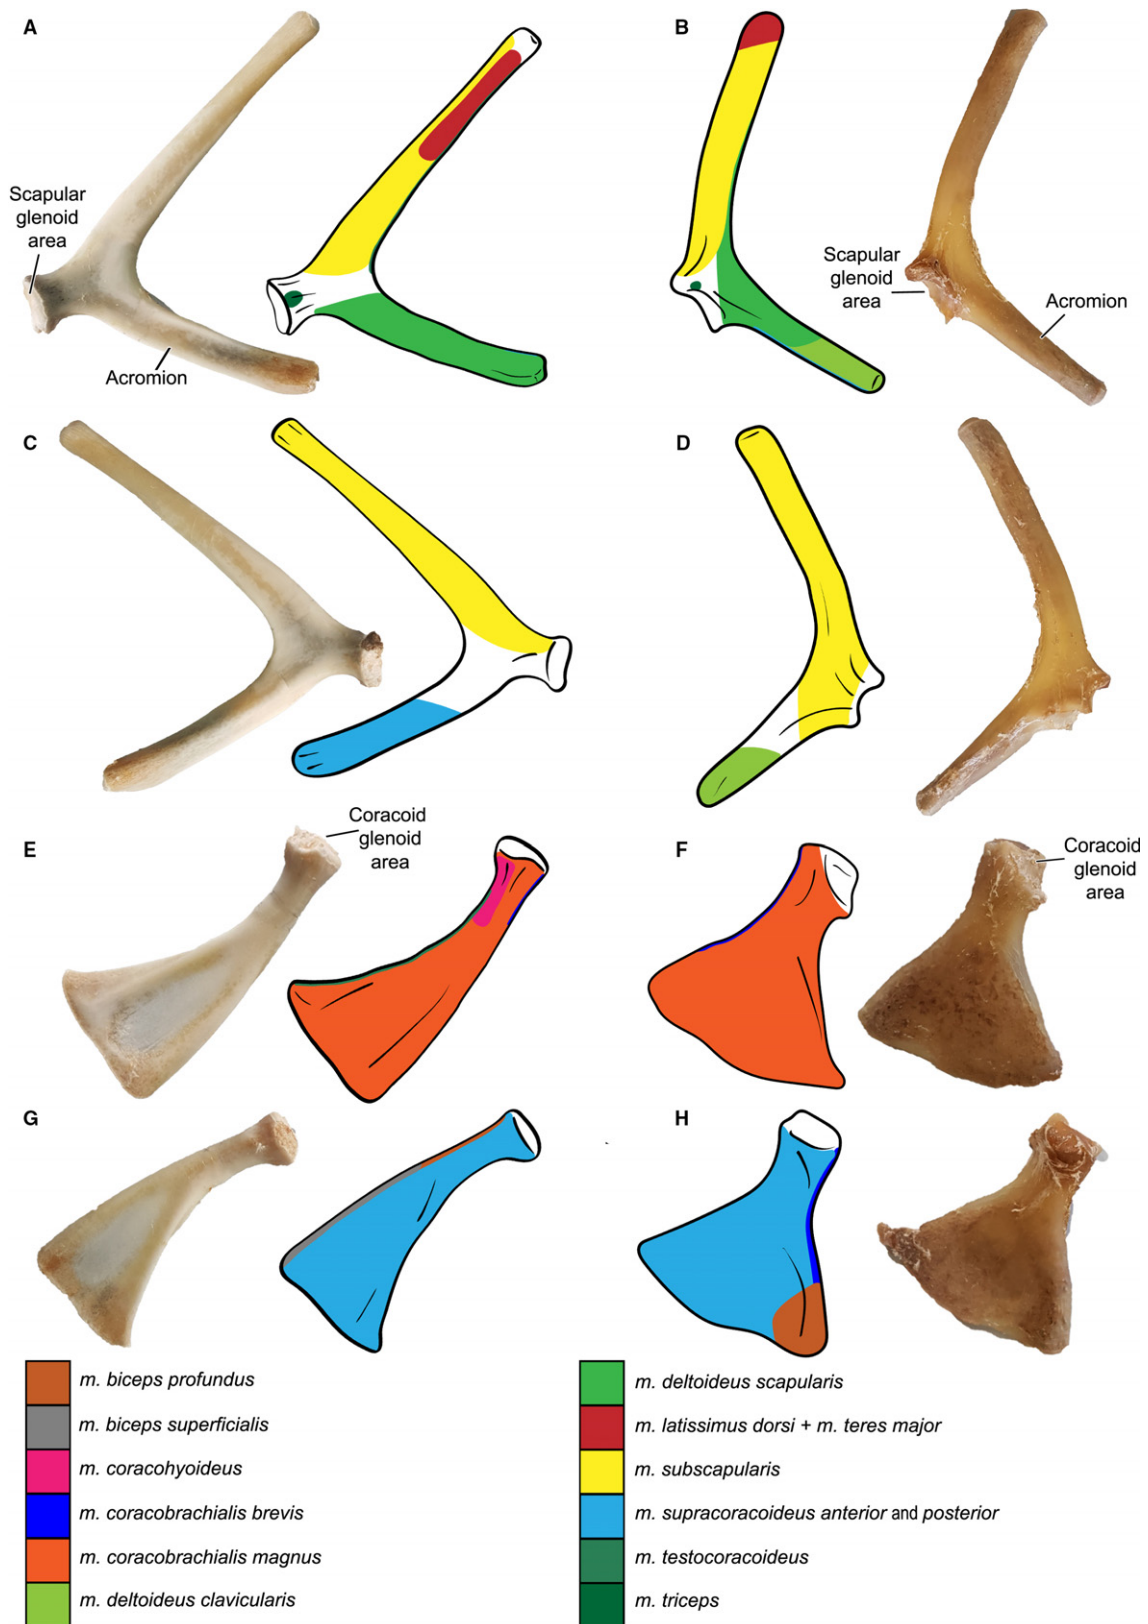 A
B
Scapular
glenoid
area
Acromion
Scapular
glenoid
area
Acromion
C
D
E
Coracoid
glenoid
area
F
Coracoid
glenoid
area
G
H
m. biceps profundus
m. biceps superficialis
m. coracohyoideus
m. coracobrachialis brevis
m. coracobrachialis magnus
m. deltoideus clavicularis
m. deltoideus scapularis
m. latissimus dorsi + m. teres major
m. subscapularis
m. supracoracoideus anterior and posterior
m. testocoracoideus
m. triceps